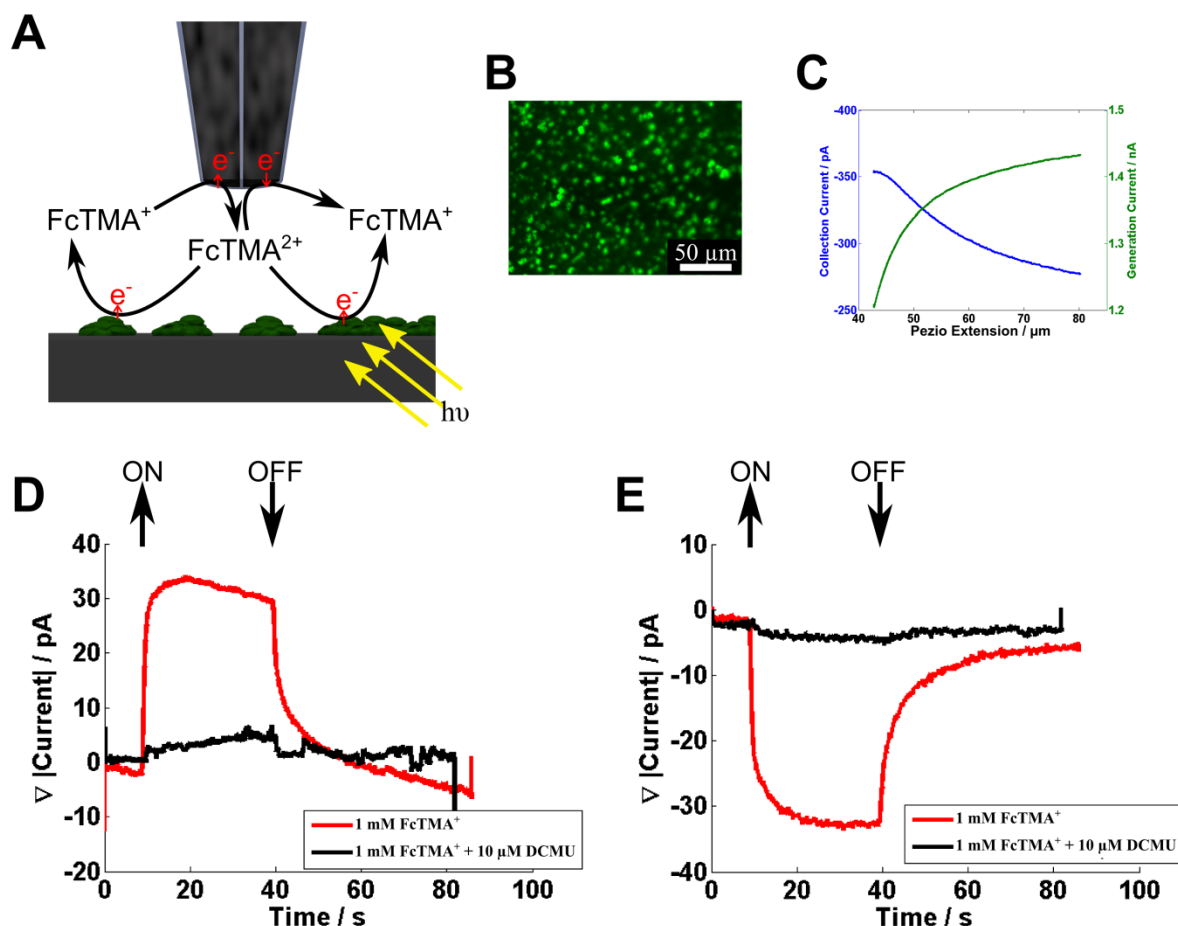 A
e-
e-
FcTMA+
FcTMA+
FcTMA2+
e-
e-
hυ
B
50 µm
C
-400
-350
-300
-250
Collection Current / pA
40
50
60
70
80
Pezio Extension / µm
1.5
1.4
1.3
1.2
Generation Current / nA
D
ON
OFF
40
30
20
10
0
-10
-20
∇ |Current| / pA
0
20
40
60
80
100
Time / s
1 mM FcTMA+
1 mM FcTMA+ + 10 µM DCMU
E
ON
OFF
10
0
-10
-20
-30
-40
∇ |Current| / pA
0
20
40
60
80
100
Time / s
1 mM FcTMA+
1 mM FcTMA+ + 10 µM DCMU